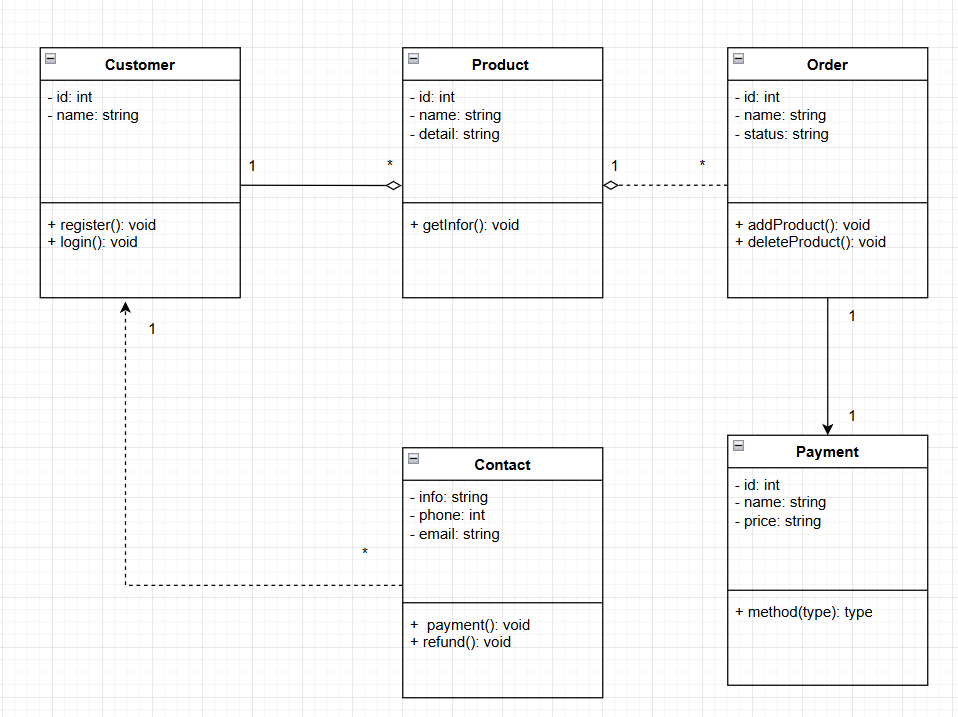 Customer
- id: int
- name: string
+ register(): void
+ login(): void
1
*
Product
- id: int
- name: string
- detail: string
+ getInfor(): void
1
*
Order
- id: int
- name: string
- status: string
+ addProduct(): void
+ deleteProduct(): void
1
1
1
*
Contact
- info: string
- phone: int
- email: string
+  payment(): void
+ refund(): void
Payment
- id: int
- name: string
- price: string
+ method(type): type